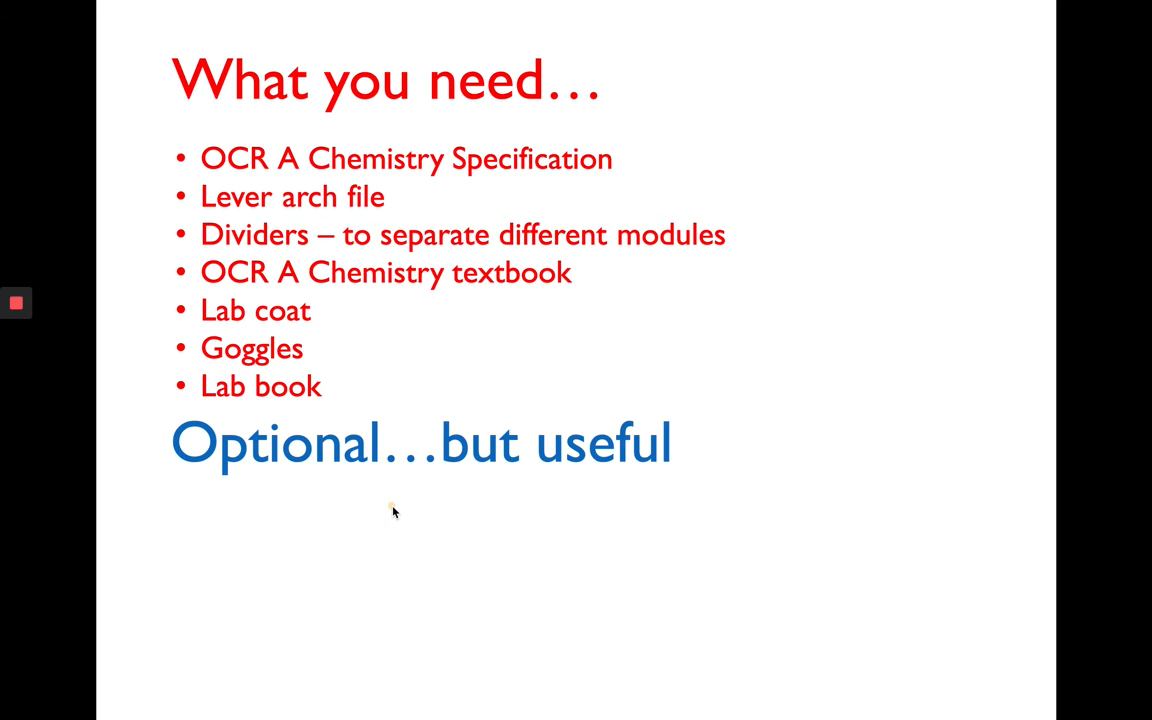 What you need…
• OCR A Chemistry Specification
• Lever arch file
• Dividers – to separate different modules
• OCR A Chemistry textbook
• Lab coat
• Goggles
• Lab book
Optional…but useful